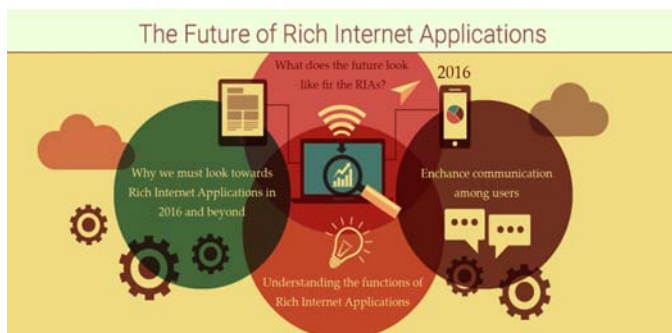 The Future of Rich Internet Applications
What does the future look
like fir the RIAs?
2016
Why we must look towards
Rich Internet Applications in
2016 and beyond
Enchance communication
among users
Understanding the functions of
Rich Internet Applications